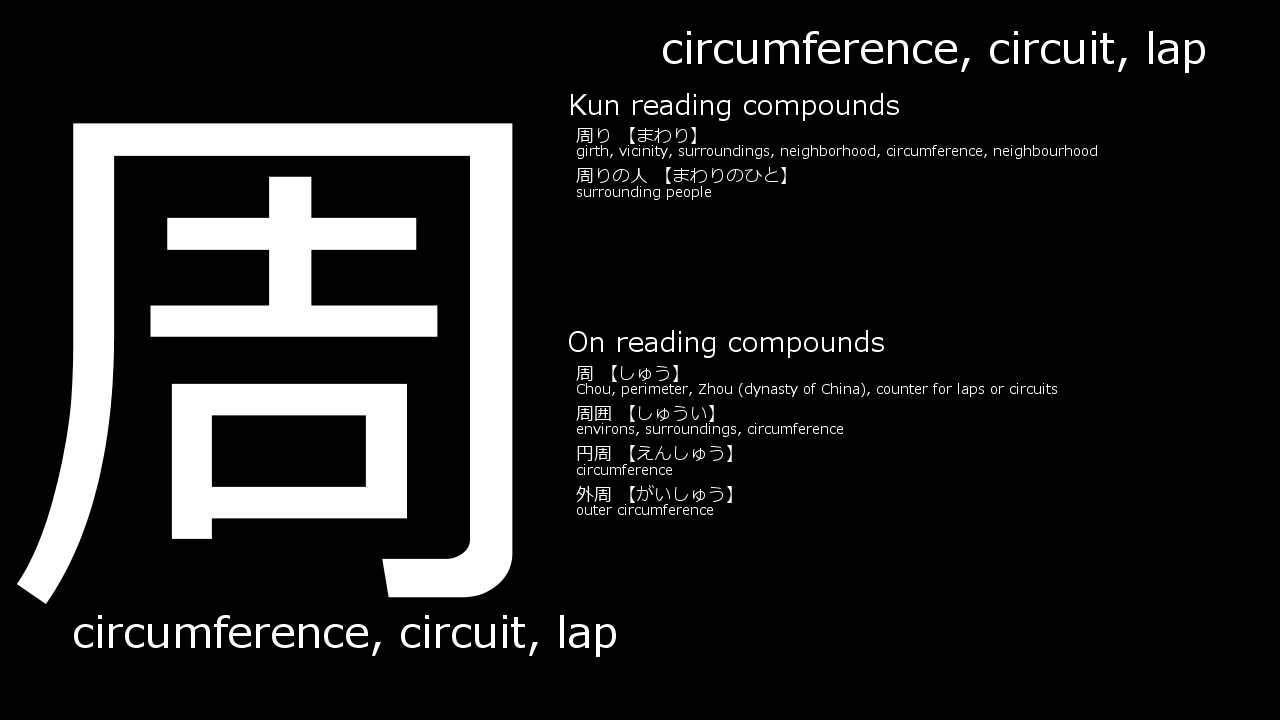 circumference, circuit, lap
周
Kun reading compounds
周り 【まわり】
girth, vicinity, surroundings, neighborhood, circumference, neighbourhood
周りの人 【まわりのひと】
surrounding people
On reading compounds
周 【しゅう】
Chou, perimeter, Zhou (dynasty of China), counter for laps or circuits
周囲 【しゅうい】
environs, surroundings, circumference
円周 【えんしゅう】
circumference
外周 【がいしゅう】
outer circumference
circumference, circuit, lap